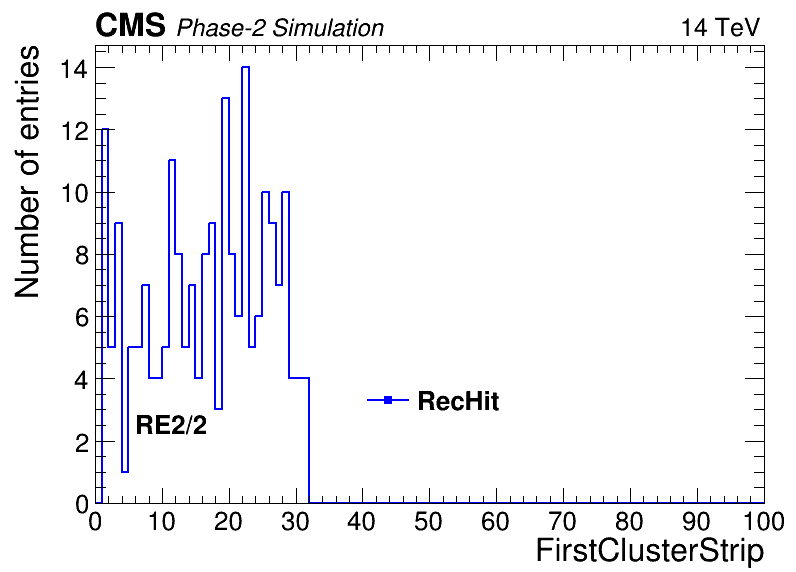 CMS Phase-2 Simulation 14 TeV
Number of entries
14
12
10
8
6
4
2
0
RE2/2
RecHit
0 10 20 30 40 50 60 70 80 90 100
FirstClusterStrip